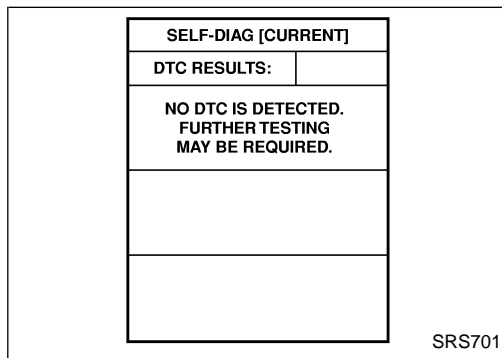 SELF-DIAG [CURRENT]
DTC RESULTS:
NO DTC IS DETECTED.
FURTHER TESTING
MAY BE REQUIRED.
SRS701